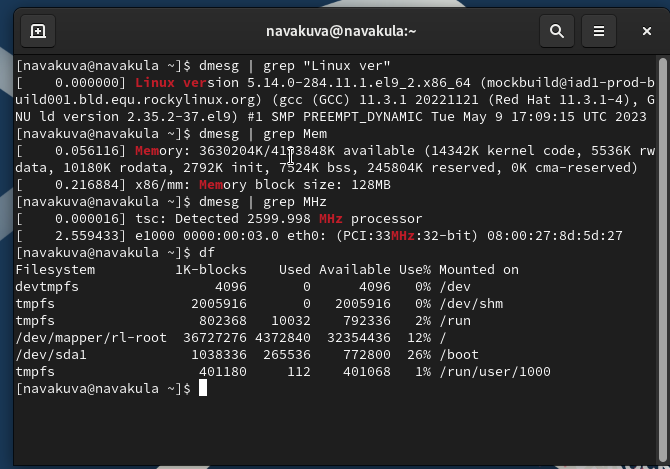 navakuva@navakula:~
[navakuva@navakula ~]$ dmesg | grep "Linux ver"
[    0.000000] Linux version 5.14.0-284.11.1.el9_2.x86_64 (mockbuild@iad1-prod-b
uild001.bld.equ.rockylinux.org) (gcc (GCC) 11.3.1 20221121 (Red Hat 11.3.1-4), G
NU ld version 2.35.2-37.el9) #1 SMP PREEMPT_DYNAMIC Tue May 9 17:09:15 UTC 2023
[navakuva@navakula ~]$ dmesg | grep Mem
[    0.056116] Memory: 3630204K/4193848K available (14342K kernel code, 5536K rw
data, 10180K rodata, 2792K init, 7524K bss, 245804K reserved, 0K cma-reserved)
[    0.216884] x86/mm: Memory block size: 128MB
[navakuva@navakula ~]$ dmesg | grep MHz
[    0.000016] tsc: Detected 2599.998 MHz processor
[    2.559433] e1000 0000:00:03.0 eth0: (PCI:33MHz:32-bit) 08:00:27:8d:5d:27
[navakuva@navakula ~]$ df
Filesystem          1K-blocks    Used Available Use% Mounted on
devtmpfs                 4096       0      4096   0% /dev
tmpfs                 2005916       0   2005916   0% /dev/shm
tmpfs                  802368   10032    792336   2% /run
/dev/mapper/rl-root  36727276 4372840  32354436  12% /
/dev/sda1             1038336  265536    772800  26% /boot
tmpfs                  401180     112    401068   1% /run/user/1000
[navakuva@navakula ~]$